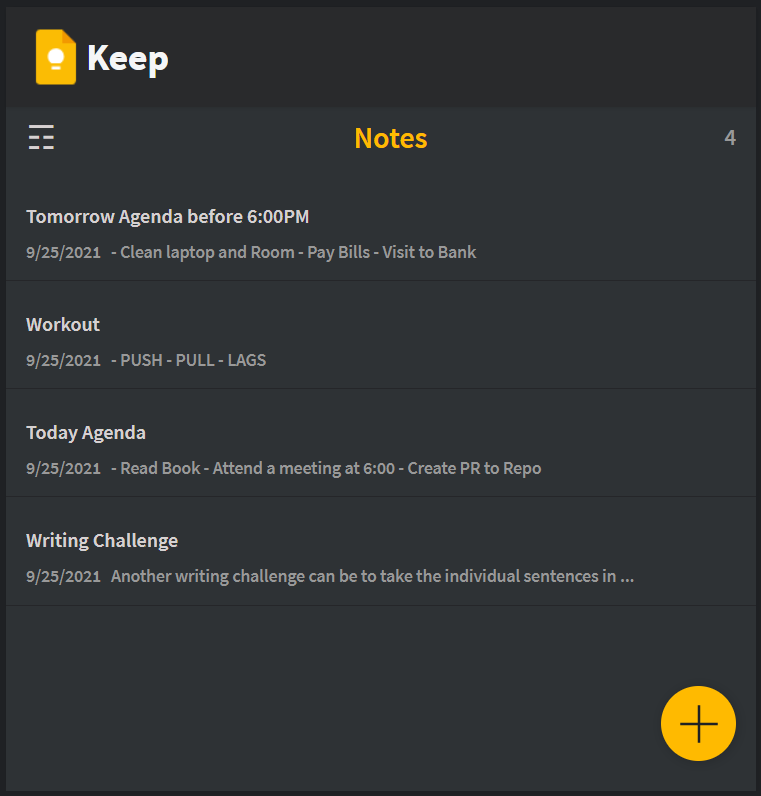 Keep
Notes
4
Tomorrow Agenda before 6:00PM
9/25/2021 - Clean laptop and Room - Pay Bills - Visit to Bank
Workout
9/25/2021 - PUSH - PULL - LAGS
Today Agenda
9/25/2021 - Read Book - Attend a meeting at 6:00 - Create PR to Repo
Writing Challenge
9/25/2021 Another writing challenge can be to take the individual sentences in ...